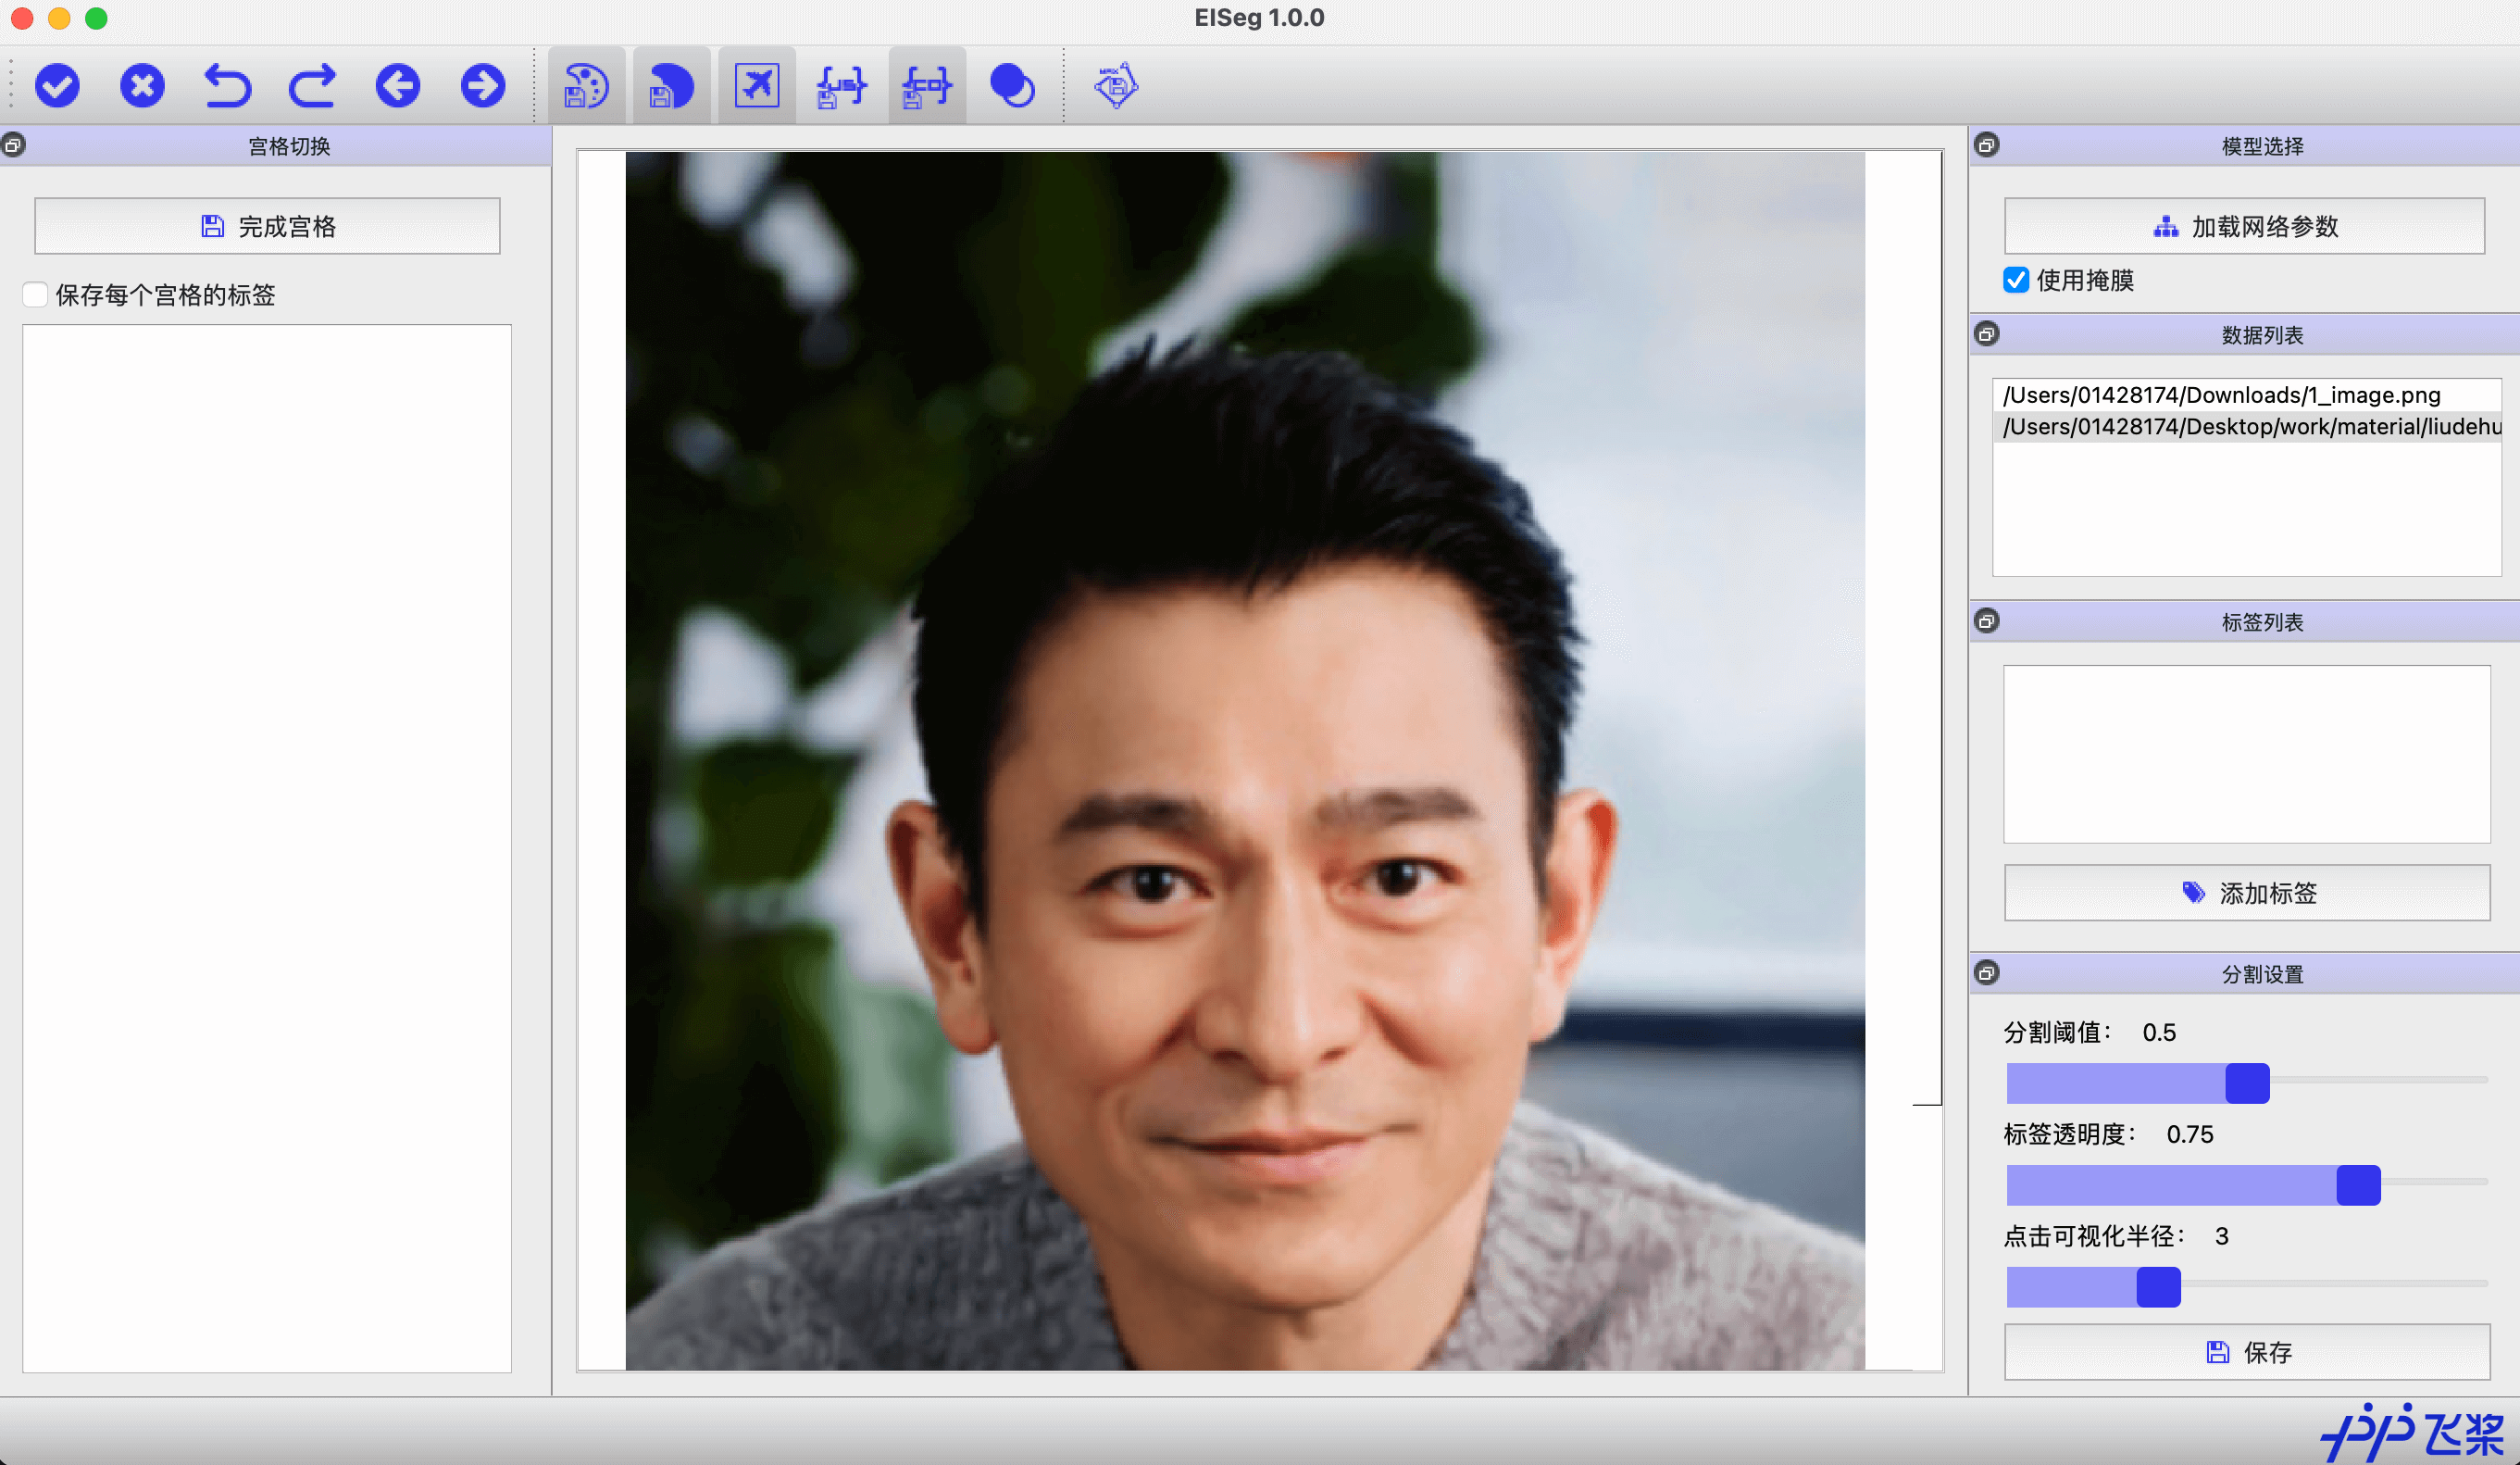 EISeg 1.0.0
宫格切换
完成宫格
保存每个宫格的标签
模型选择
加载网络参数
使用掩膜
数据列表
/Users/01428174/Downloads/1_image.png
/Users/01428174/Desktop/work/material/liudehu
标签列表
添加标签
分割设置
分割阈值： 0.5
标签透明度： 0.75
点击可视化半径： 3
保存
飞桨